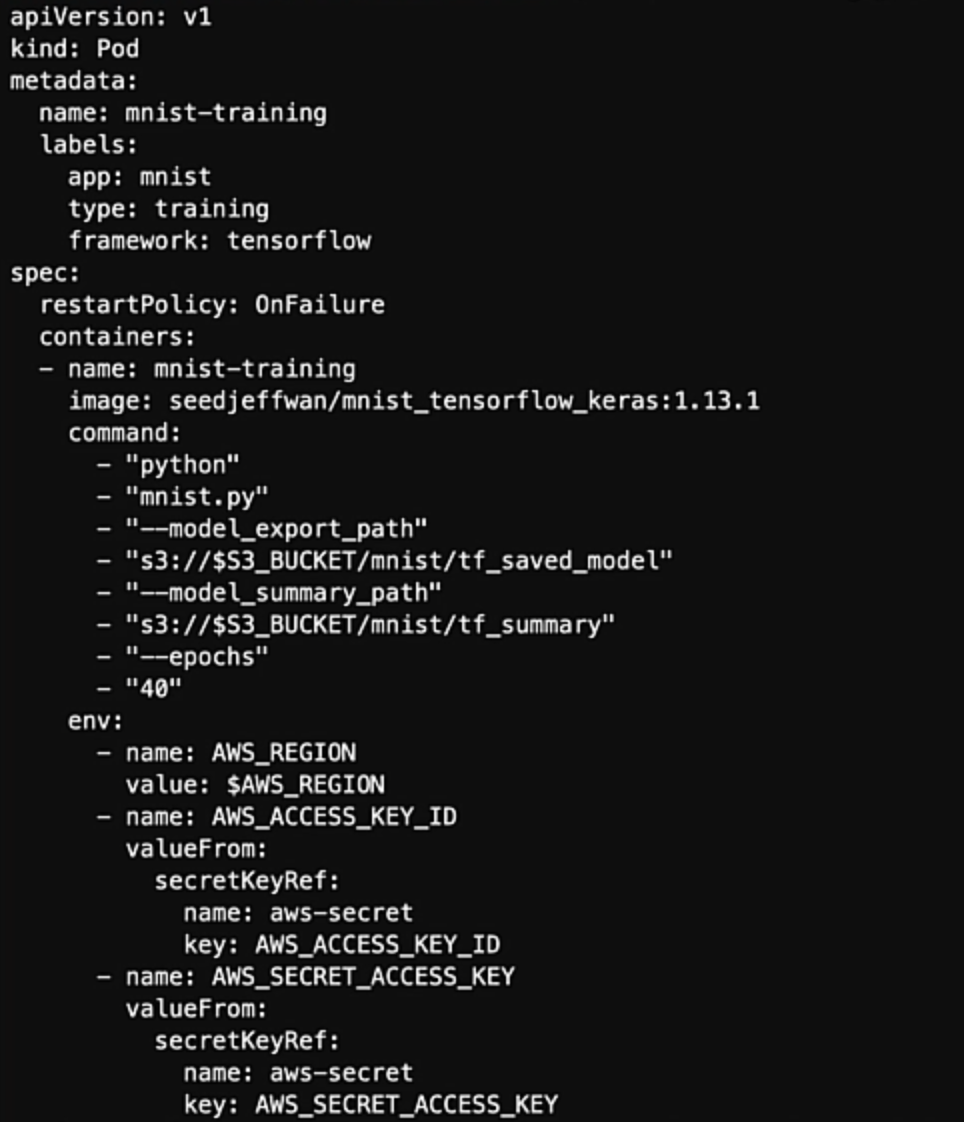 apiVersion: v1
kind: Pod
metadata:
  name: mnist-training
  labels:
    app: mnist
    type: training
    framework: tensorflow
spec:
  restartPolicy: OnFailure
  containers:
  - name: mnist-training
    image: seedjeffwan/mnist_tensorflow_keras:1.13.1
    command:
      - "python"
      - "mnist.py"
      - "--model_export_path"
      - "s3://$S3_BUCKET/mnist/tf_saved_model"
      - "--model_summary_path"
      - "s3://$S3_BUCKET/mnist/tf_summary"
      - "--epochs"
      - "40"
    env:
      - name: AWS_REGION
        value: $AWS_REGION
      - name: AWS_ACCESS_KEY_ID
        valueFrom:
          secretKeyRef:
            name: aws-secret
            key: AWS_ACCESS_KEY_ID
      - name: AWS_SECRET_ACCESS_KEY
        valueFrom:
          secretKeyRef:
            name: aws-secret
            key: AWS_SECRET_ACCESS_KEY